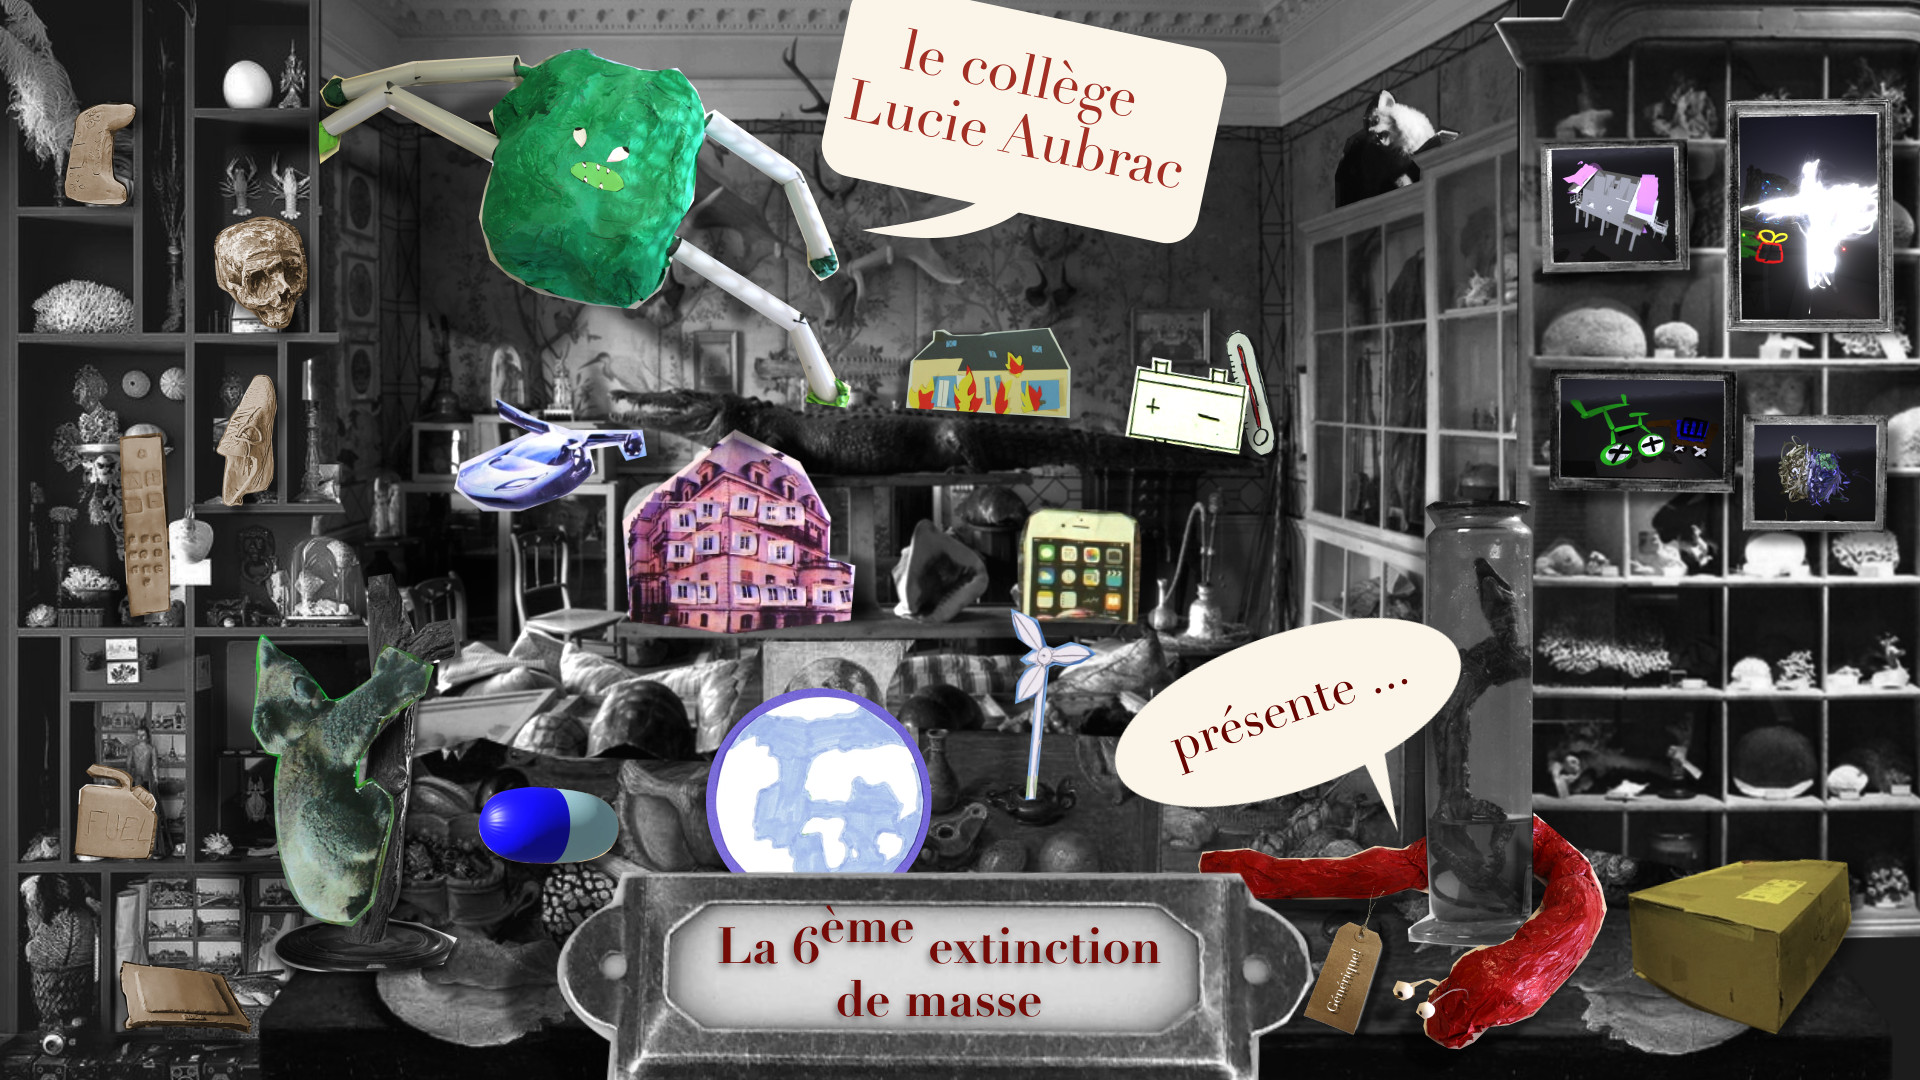 le collège
Lucie Aubrac
présente ...
FUEL
La 6ème extinction
de masse
Générique!